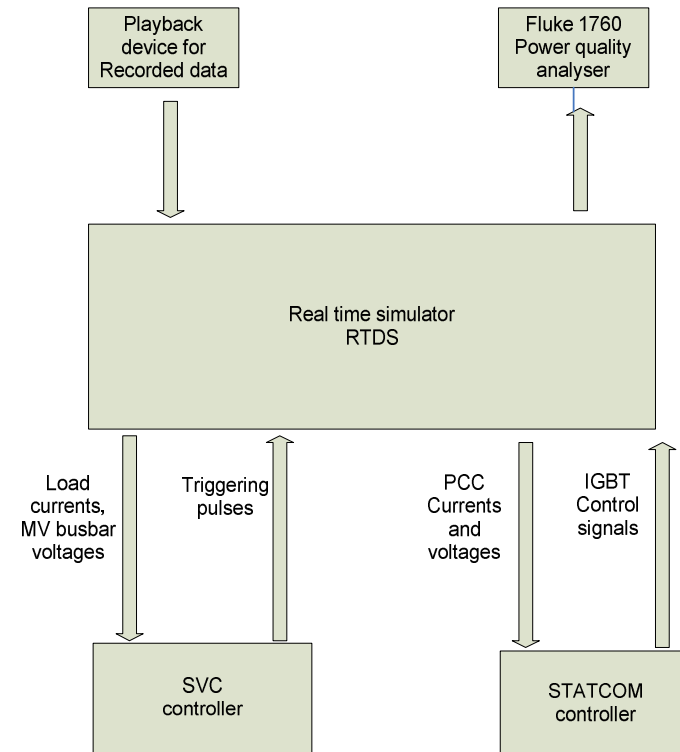 Playback
device for
Recorded data
Fluke 1760
Power quality
analyser
Real time simulator
RTDS
Load
currents,
MV busbar
voltages
Triggering
pulses
PCC
Currents
and
voltages
IGBT
Control
signals
SVC
controller
STATCOM
controller